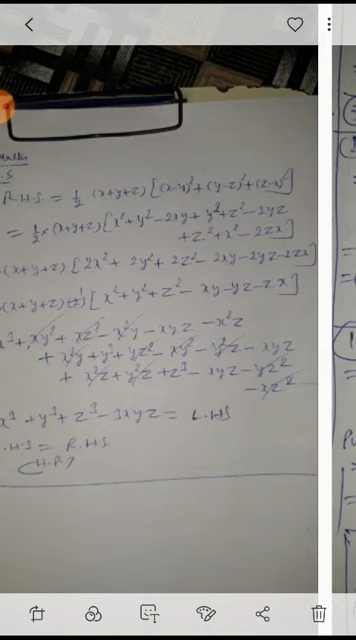 R.H.S. = 1/2 (x+y+z) [(x-y)²+(y-z)²+(z-x)²]
= 1/2 × (x+y+z) [x²+y²-2xy+y²+z²-2yz
+z²+x²-2zx]
(x+y+z) [2x²+2y²+2z²-2xy-2yz-2zx]
(x+y+z) [x²+y²+z²-xy-yz-zx]
x³+xy²+xz²-x²y-xyz-x²z
+x²y+y³+yz²-xy²-y²z-xyz
+x²z+y²z+z³-xyz-yz²
-xz²
x³+y³+z³-3xyz = L.H.S
.H.S = R.H.S.
(H.P.)